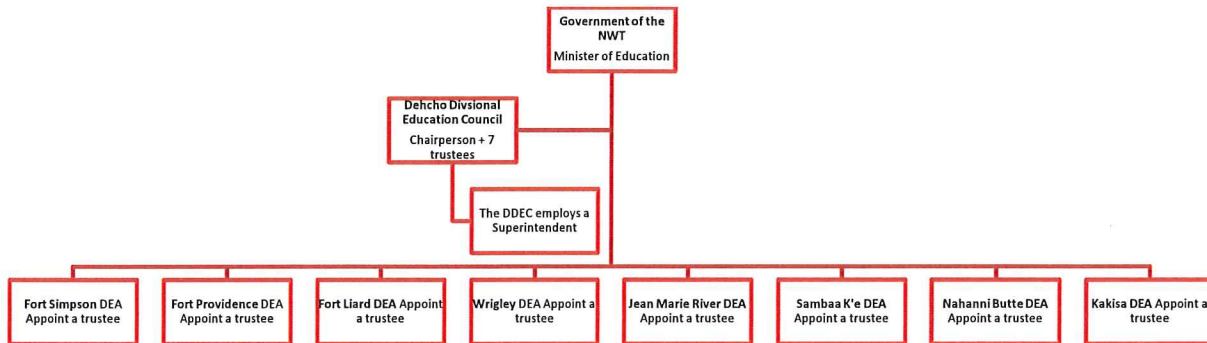 Government of the
NWT
Minister of Education
Dehcho Divsional
Education Council
Chairperson + 7
trustees
The DDEC employs a
Superintendent
Fort Simpson DEA
Appoint a trustee
Fort Providence DEA
Appoint a trustee
Fort Liard DEA Appoint
a trustee
Wrigley DEA Appoint a
trustee
Jean Marie River DEA
Appoint a trustee
Sambaa K'e DEA
Appoint a trustee
Nahanni Butte DEA
Appoint a trustee
Kakisa DEA Appoint a
trustee